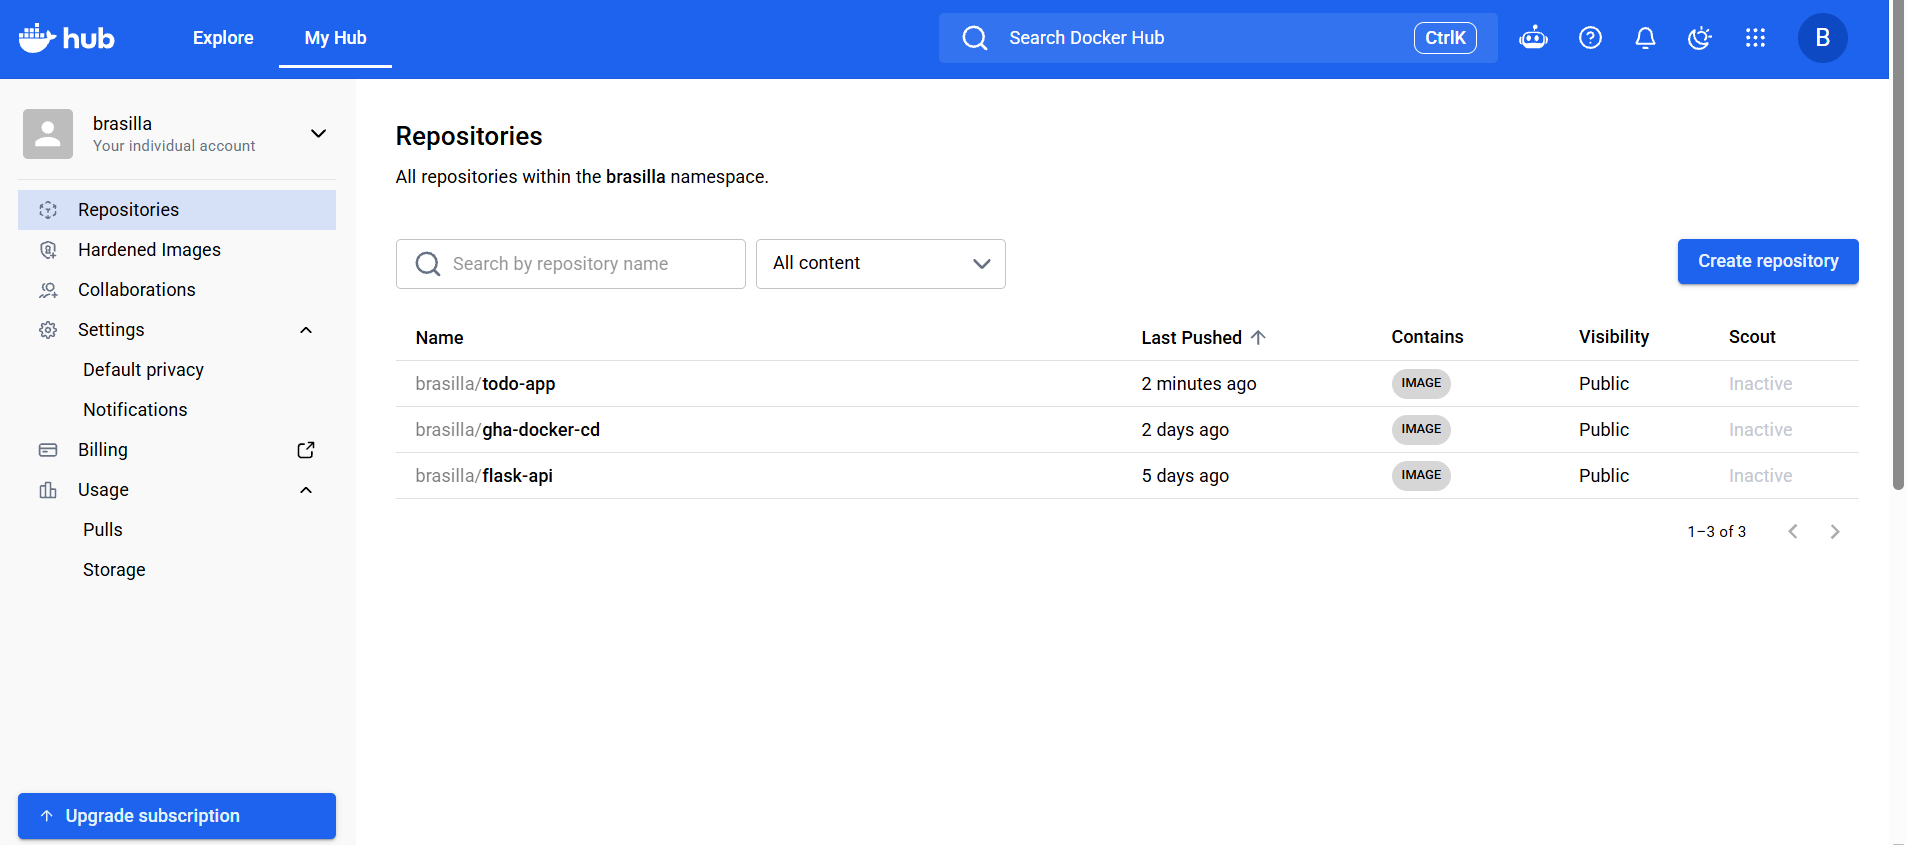 hub Explore My Hub Search Docker Hub CtrlK B
brasilla
Your individual account
Repositories
Hardened Images
Collaborations
Settings
Default privacy
Notifications
Billing
Usage
Pulls
Storage
Upgrade subscription
Repositories
All repositories within the brasilla namespace.
Search by repository name All content Create repository
Name Last Pushed Contains Visibility Scout
brasilla/todo-app 2 minutes ago IMAGE Public Inactive
brasilla/gha-docker-cd 2 days ago IMAGE Public Inactive
brasilla/flask-api 5 days ago IMAGE Public Inactive
1–3 of 3